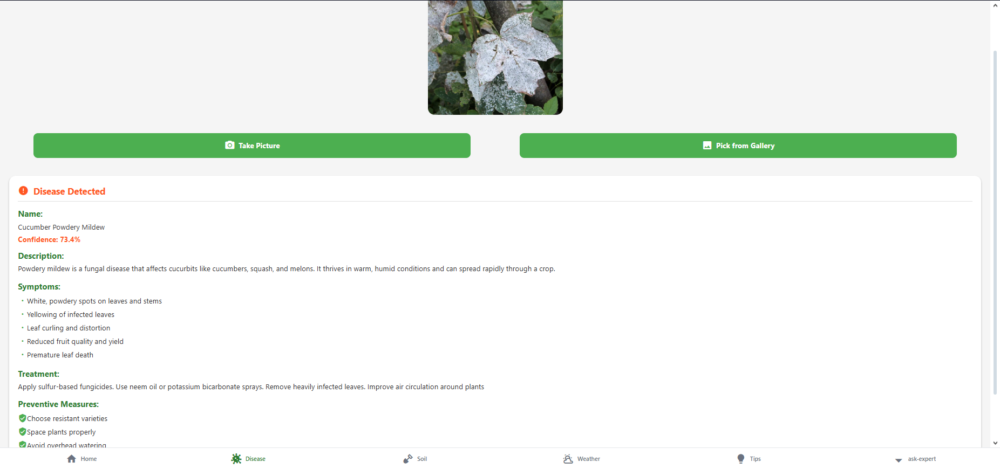 Take Picture
Pick from Gallery
Disease Detected
Name:
Cucumber Powdery Mildew
Confidence: 73.4%
Description:
Powdery mildew is a fungal disease that affects cucurbits like cucumbers, squash, and melons. It thrives in warm, humid conditions and can spread rapidly through a crop.
Symptoms:
• White, powdery spots on leaves and stems
• Yellowing of infected leaves
• Leaf curling and distortion
• Reduced fruit quality and yield
• Premature leaf death
Treatment:
Apply sulfur-based fungicides. Use neem oil or potassium bicarbonate sprays. Remove heavily infected leaves. Improve air circulation around plants
Preventive Measures:
Choose resistant varieties
Space plants properly
Avoid overhead watering
Home
Disease
Soil
Weather
Tips
ask-expert